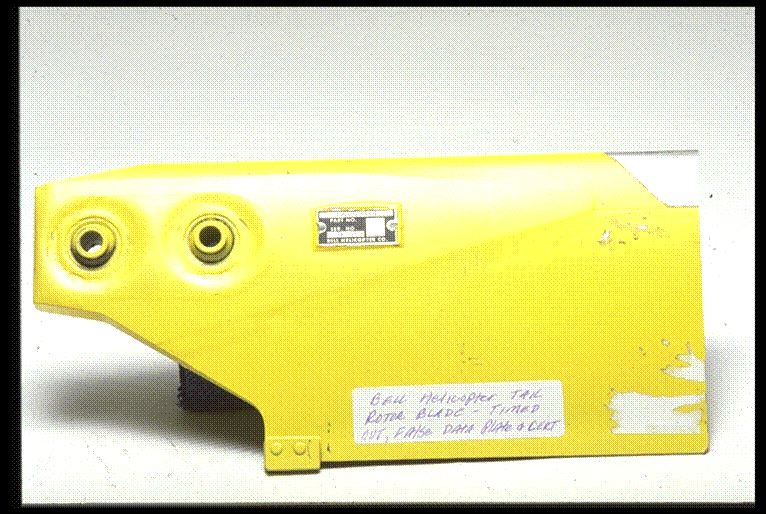 PART NO.
SER. NO.
BELL HELICOPTER CO.
BELL HELICOPTER TAIL
ROTOR BLADE - TIMED
OUT, FALSE DATA PLATE & CERT.